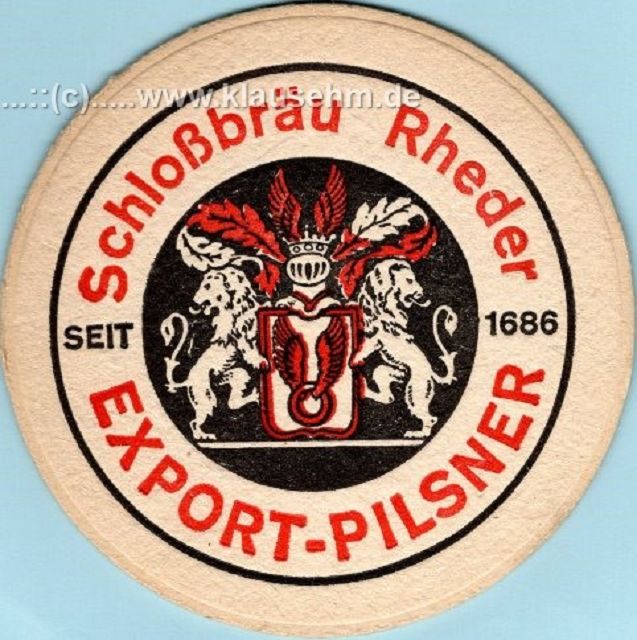 ...::(c).....www.klausehm.de
Schloßbräu Rheder
SEIT 1686
EXPORT-PILSNER